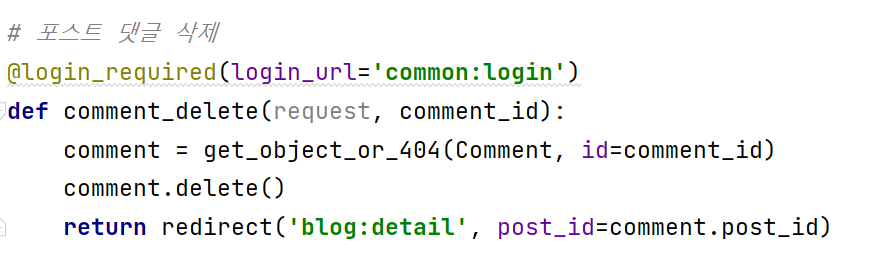 # 포스트 댓글 삭제
@login_required(login_url='common:login')
def comment_delete(request, comment_id):
    comment = get_object_or_404(Comment, id=comment_id)
    comment.delete()
    return redirect('blog:detail', post_id=comment.post_id)